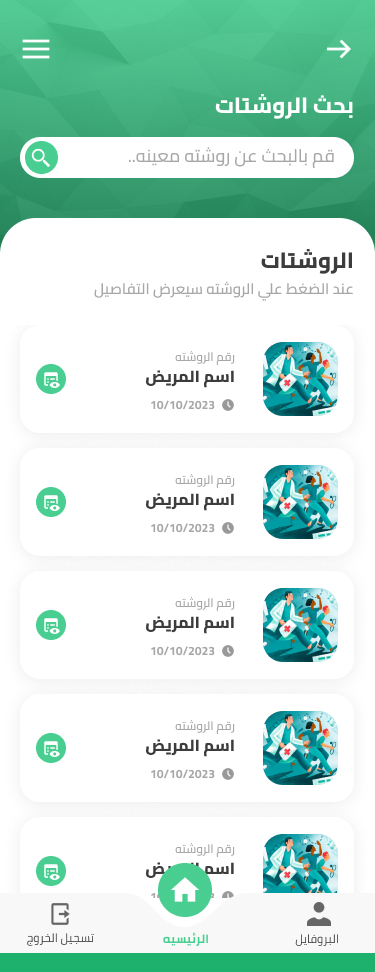 بحث الروشتات
قم بالبحث عن روشته معينه..
الروشتات
عند الضغط علي الروشته سيعرض التفاصيل
رقم الروشته
اسم المريض
10/10/2023
رقم الروشته
اسم المريض
10/10/2023
رقم الروشته
اسم المريض
10/10/2023
رقم الروشته
اسم المريض
10/10/2023
رقم الروشته
اسم
البروفايل
الرئيسيه
تسجيل الخروج